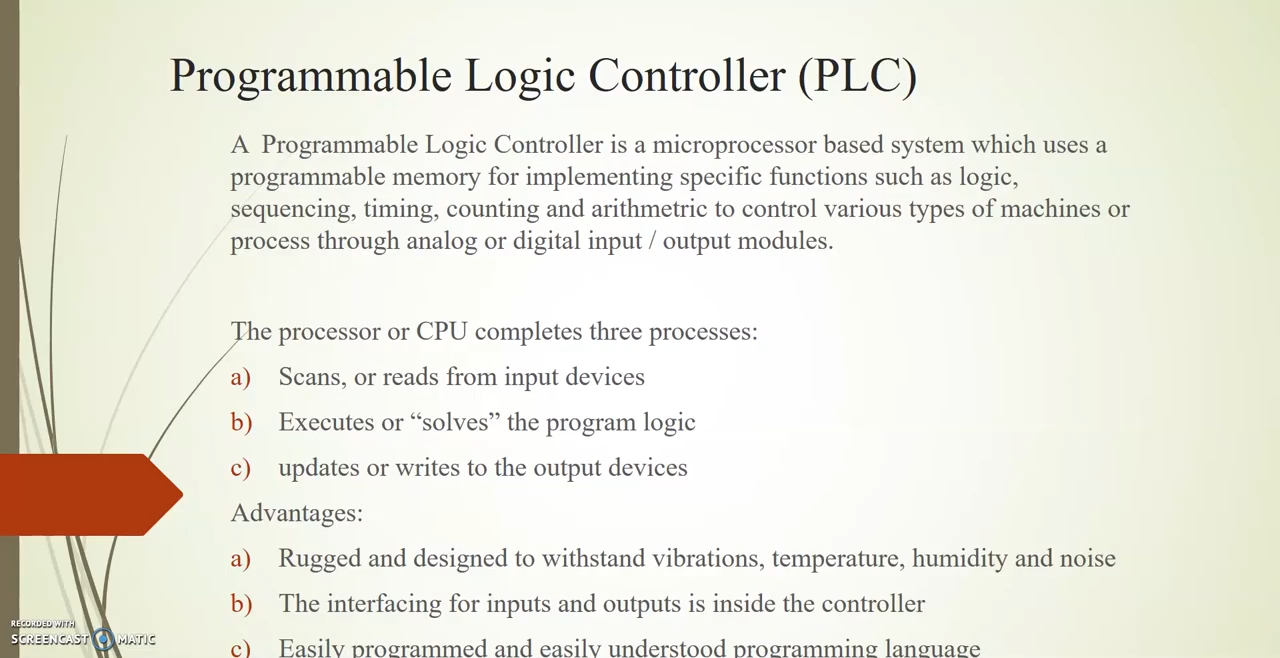 Programmable Logic Controller (PLC)
A Programmable Logic Controller is a microprocessor based system which uses a
programmable memory for implementing specific functions such as logic,
sequencing, timing, counting and arithmetric to control various types of machines or
process through analog or digital input / output modules.
The processor or CPU completes three processes:
a) Scans, or reads from input devices
b) Executes or “solves” the program logic
c) updates or writes to the output devices
Advantages:
a) Rugged and designed to withstand vibrations, temperature, humidity and noise
b) The interfacing for inputs and outputs is inside the controller
c) Easily programmed and easily understood programming language
RECORDED WITH
SCREENCAST MATIC